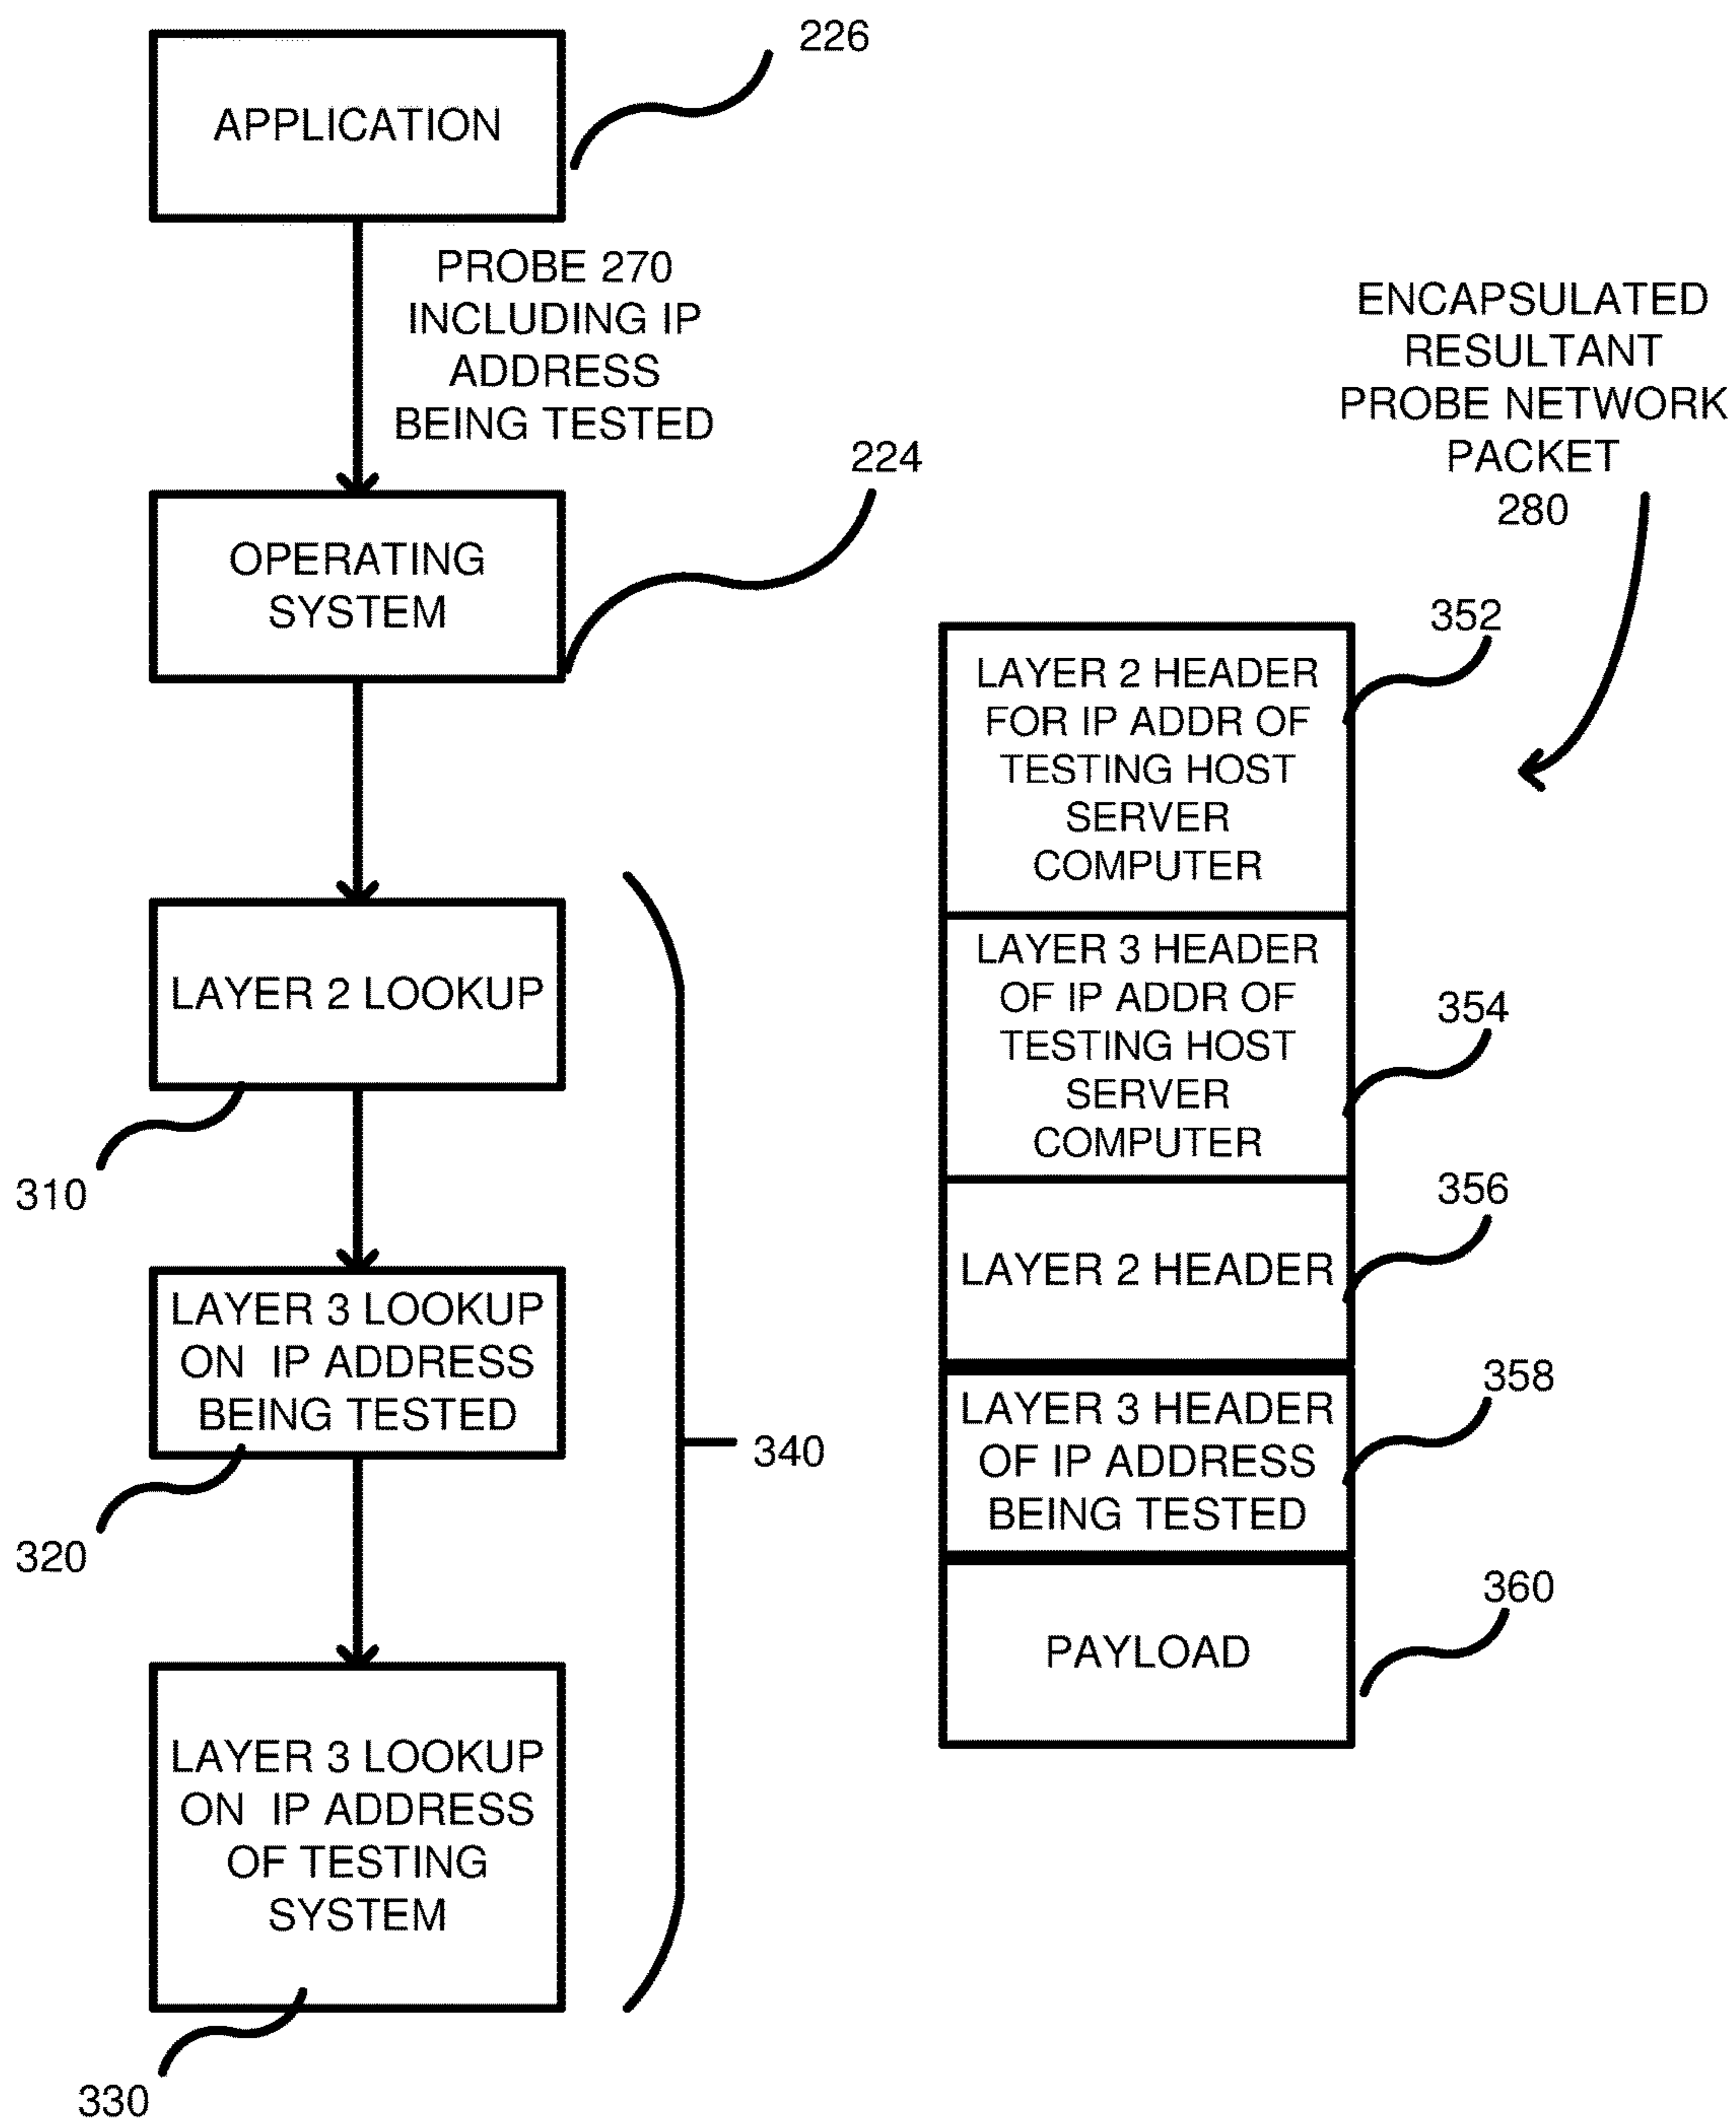 226
APPLICATION
PROBE 270
INCLUDING IP
ADDRESS
BEING TESTED
224
OPERATING
SYSTEM
LAYER 2 LOOKUP
310
LAYER 3 LOOKUP
ON IP ADDRESS
BEING TESTED
320
340
LAYER 3 LOOKUP
ON IP ADDRESS
OF TESTING
SYSTEM
330
ENCAPSULATED
RESULTANT
PROBE NETWORK
PACKET
280
352
LAYER 2 HEADER
FOR IP ADDR OF
TESTING HOST
SERVER
COMPUTER
LAYER 3 HEADER
OF IP ADDR OF
TESTING HOST
SERVER
COMPUTER
354
356
LAYER 2 HEADER
358
LAYER 3 HEADER
OF IP ADDRESS
BEING TESTED
360
PAYLOAD